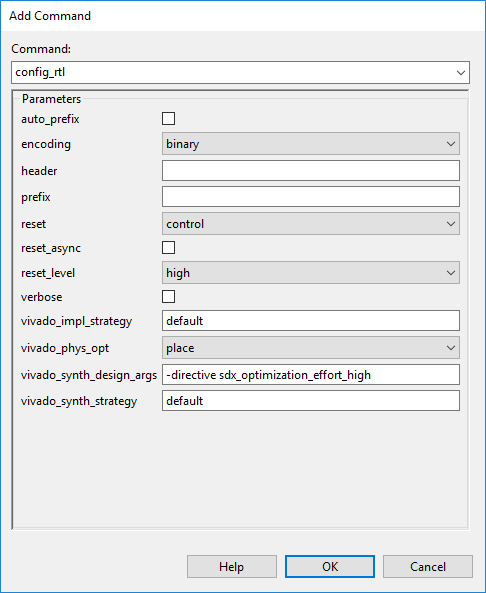 Add Command
Command:
config_rtl
Parameters
auto_prefix
encoding binary
header
prefix
reset control
reset_async
reset_level high
verbose
vivado_impl_strategy default
vivado_phys_opt place
vivado_synth_design_args -directive sdx_optimization_effort_high
vivado_synth_strategy default
Help OK Cancel